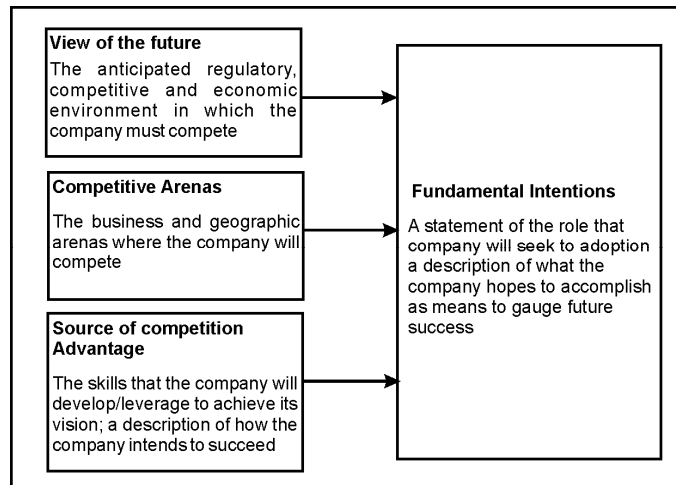 View of the future
The anticipated regulatory,
competitive and economic
environment in which the
company must compete
Competitive Arenas
The business and geographic
arenas where the company will
compete
Source of competition
Advantage
The skills that the company will
develop/leverage to achieve its
vision; a description of how the
company intends to succeed
Fundamental Intentions
A statement of the role that
company will seek to adoption
a description of what the
company hopes to accomplish
as means to gauge future
success